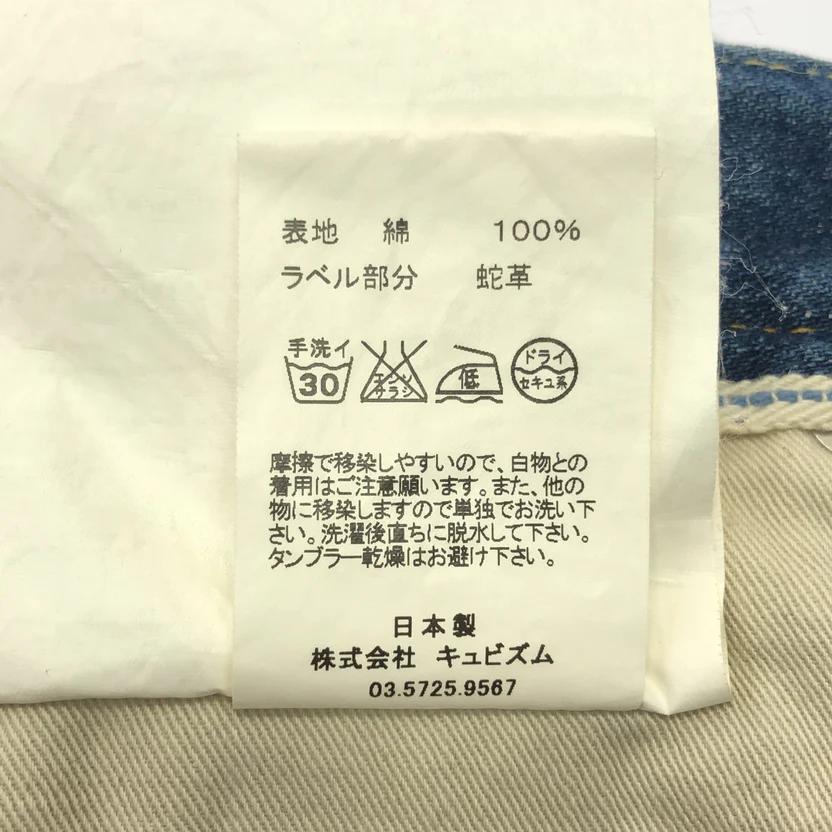 表地 綿 100%
ラベル部分 蛇革
手洗イ 30 エンソ サラシ 低 ドライ セキユ系
摩擦で移染しやすいので、白物との
着用はご注意願います。また、他の
物に移染しますので単独でお洗い下
さい。洗濯後直ちに脱水して下さい。
タンブラー乾燥はお避け下さい。
日本製
株式会社 キュビズム
03.5725.9567